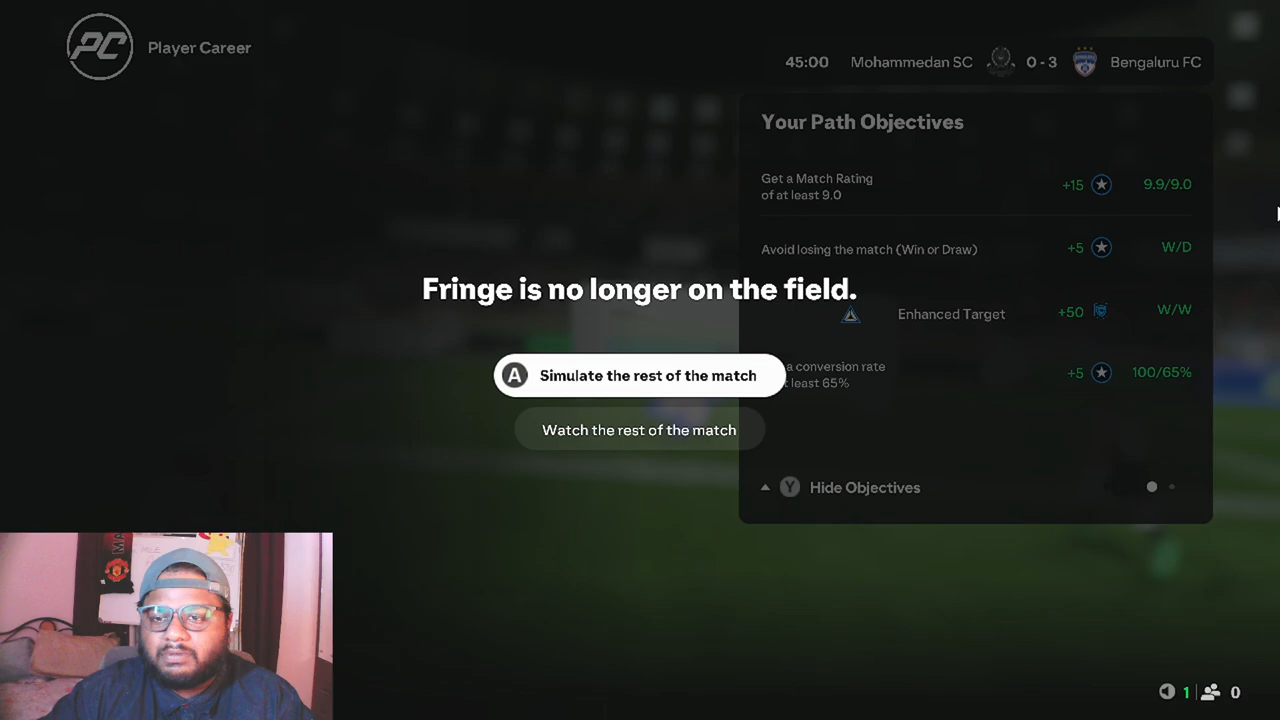 PC
Player Career
45:00 Mohammedan SC 0 - 3 Bengaluru FC
Your Path Objectives
Get a Match Rating
of at least 9.0
+15 9.9/9.0
Avoid losing the match (Win or Draw) +5 W/D
Fringe is no longer on the field.
Enhanced Target +50 W/W
A Simulate the rest of the match
a conversion rate
least 65%
+5 100/65%
Watch the rest of the match
Y Hide Objectives
MA
1 0